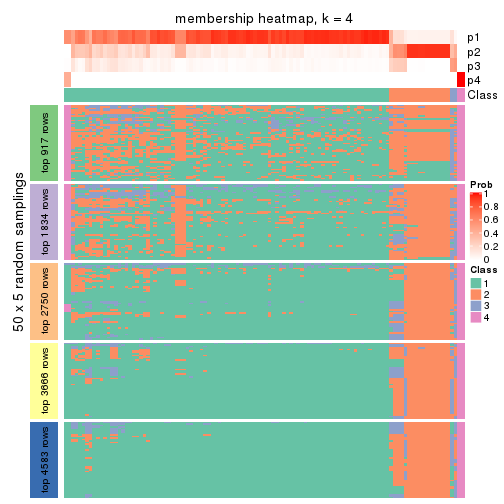 membership heatmap, k = 4
p1
p2
p3
p4
Class
50 x 5 random samplings
top 917 rows
top 1834 rows
top 2750 rows
top 3666 rows
top 4583 rows
Prob
1
0.8
0.6
0.4
0.2
0
Class
1
2
3
4